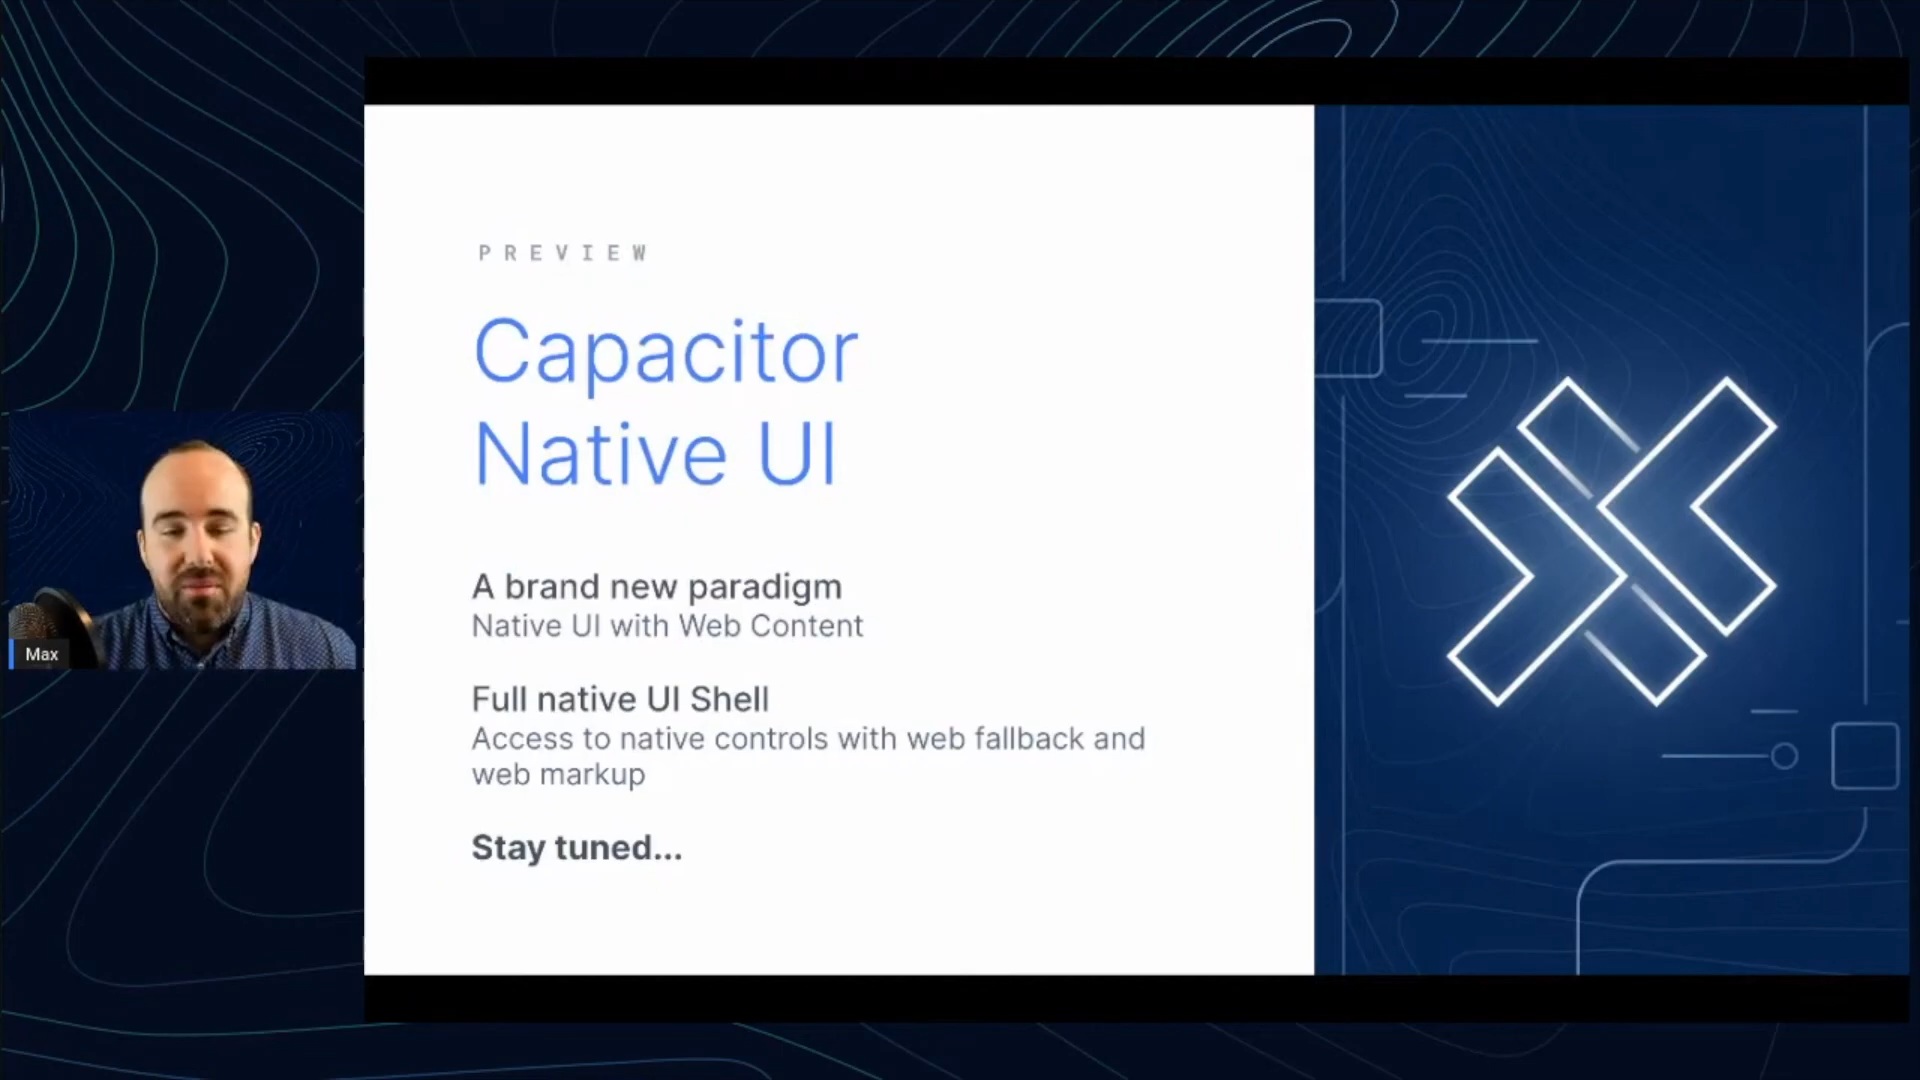 PREVIEW
Capacitor
Native UI
A brand new paradigm
Native UI with Web Content
Full native UI Shell
Access to native controls with web fallback and
web markup
Stay tuned...
Max